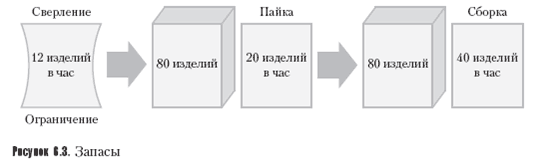 Сверление
Пайка
Сборка
12 изделий
в час
80 изделий
20 изделий
в час
80 изделий
40 изделий
в час
Ограничение
Рисунок 6.3. Запасы